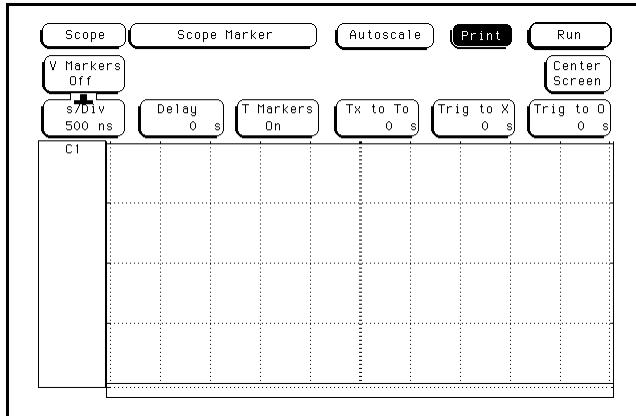 Scope Scope Marker Autoscale Print Run
V Markers Center
Off Screen
s/Div Delay T Markers Tx to To Trig to X Trig to O
500 ns 0 s On 0 s 0 s 0 s
C1